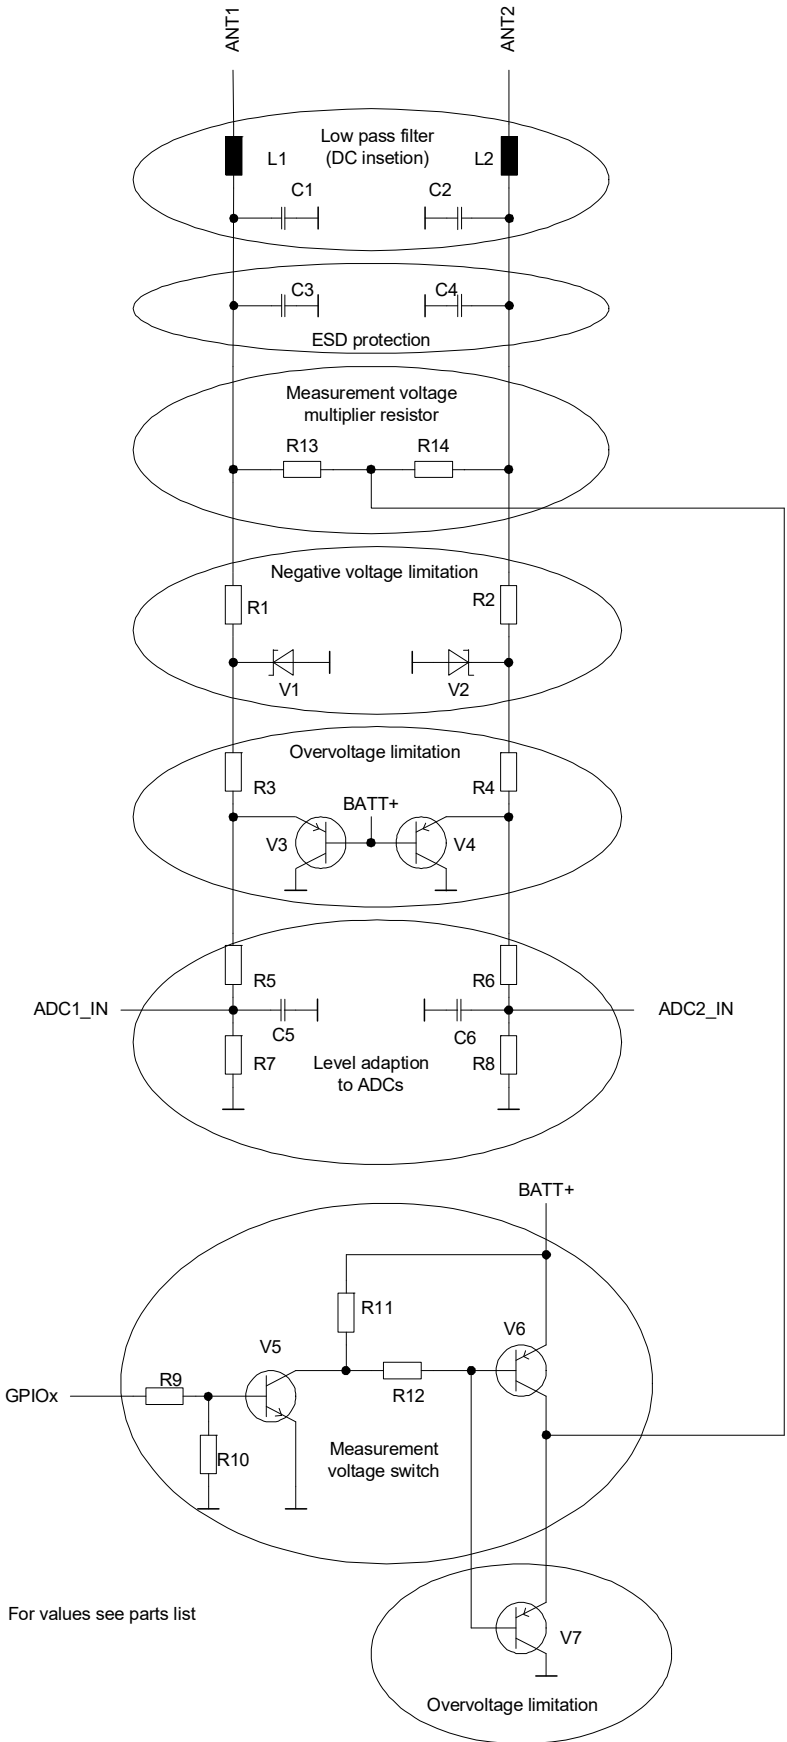 ANT1
ANT2
Low pass filter
(DC insetion)
L1
L2
C1
C2
C3
C4
ESD protection
Measurement voltage
multiplier resistor
R13
R14
Negative voltage limitation
R1
R2
V1
V2
Overvoltage limitation
R3
R4
BATT+
V3
V4
R5
R6
ADC1_IN
ADC2_IN
C5
C6
R7
R8
Level adaption
to ADCs
BATT+
R11
V6
V5
R9
R12
GPIOx
R10
Measurement
voltage switch
For values see parts list
V7
Overvoltage limitation